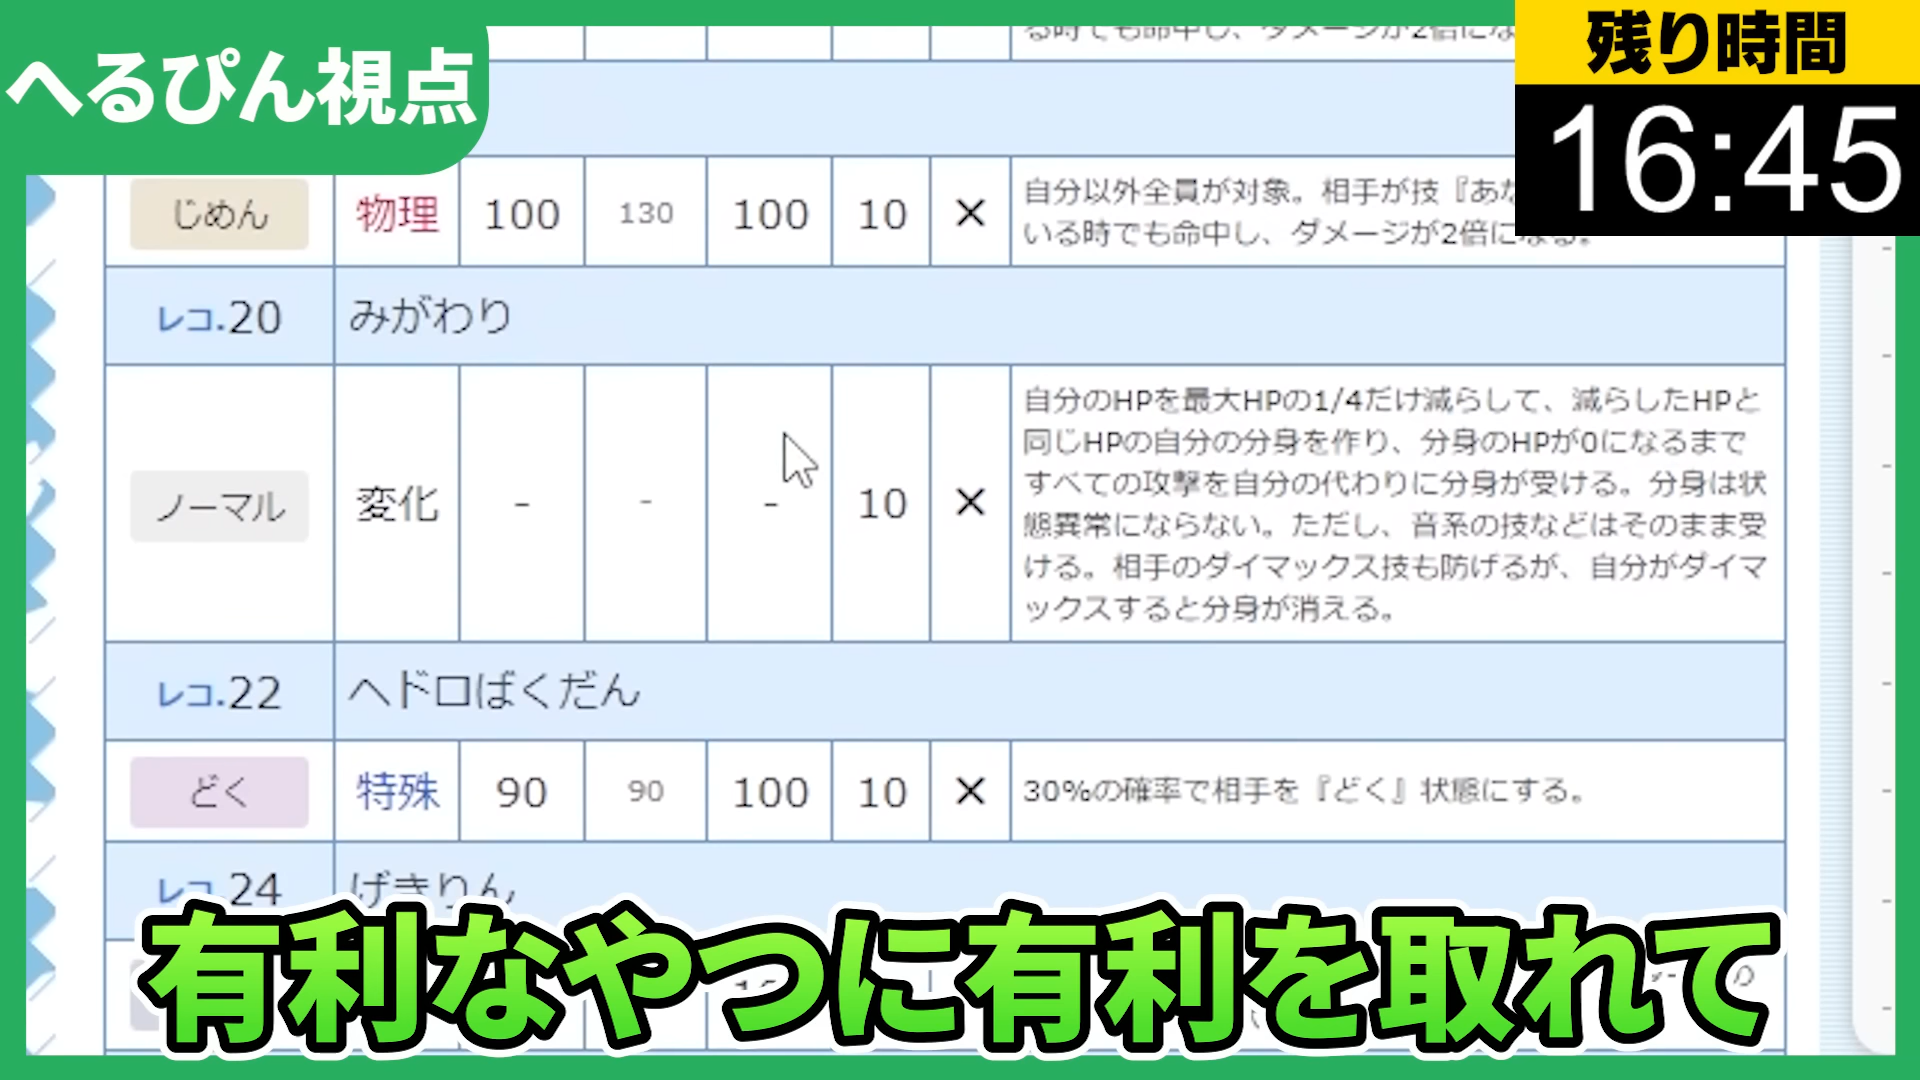 へるぴん視点
残り時間
16:45
じめん 物理 100 130 100 10 × 自分以外全員が対象。相手が技『あな
いる時でも命中し、ダメージが2倍になる。
レコ.20 みがわり
ノーマル 変化 - - - 10 × 自分のHPを最大HPの1/4だけ減らして、減らしたHPと
同じHPの自分の分身を作り、分身のHPが0になるまで
すべての攻撃を自分の代わりに分身が受ける。分身は状
態異常にならない。ただし、音系の技などはそのまま受
ける。相手のダイマックス技も防げるが、自分がダイマ
ックスすると分身が消える。
レコ.22 ヘドロばくだん
どく 特殊 90 90 100 10 × 30%の確率で相手を『どく』状態にする。
レコ.24 げきりん
有利なやつに有利を取れて